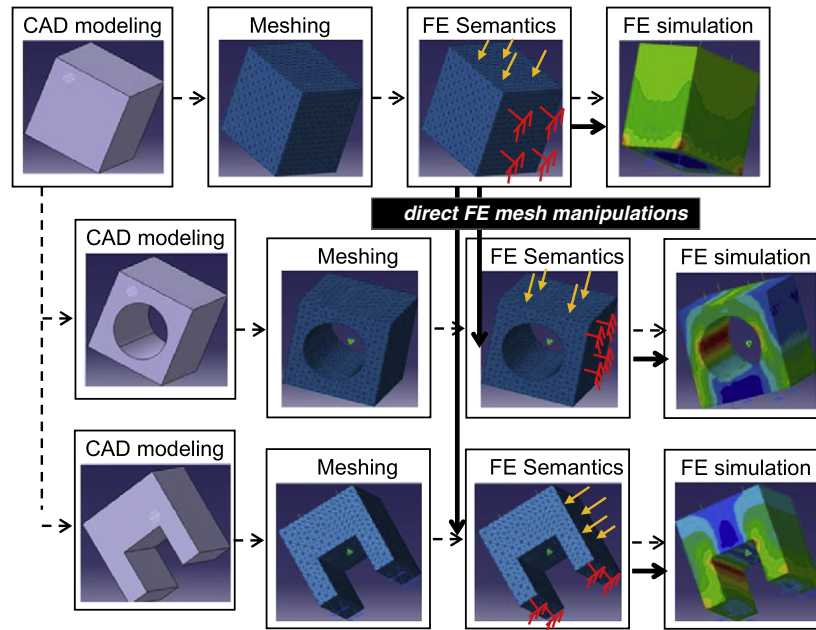 CAD modeling
Meshing
FE Semantics
FE simulation
direct FE mesh manipulations
CAD modeling
Meshing
FE Semantics
FE simulation
CAD modeling
Meshing
FE Semantics
FE simulation